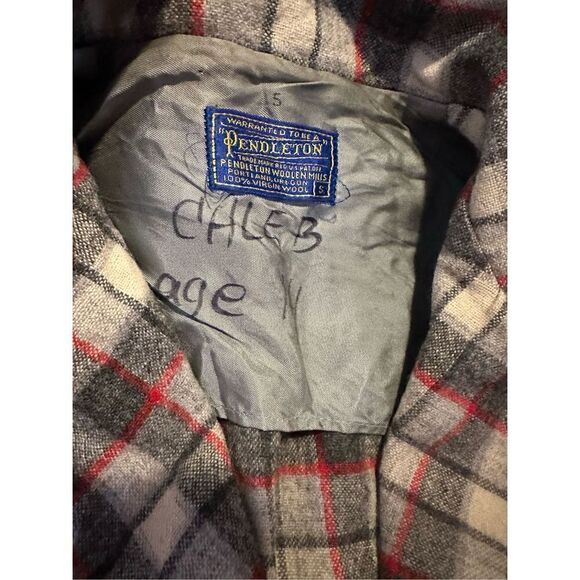 15
WARRANTED TO BE A
"PENDLETON"
TRADE MARK REG U S PAT. OFF.
PENDLETON WOOLEN MILLS
PORTLAND, OREGON
100% VIRGIN WOOL
S
CALEB
age 11